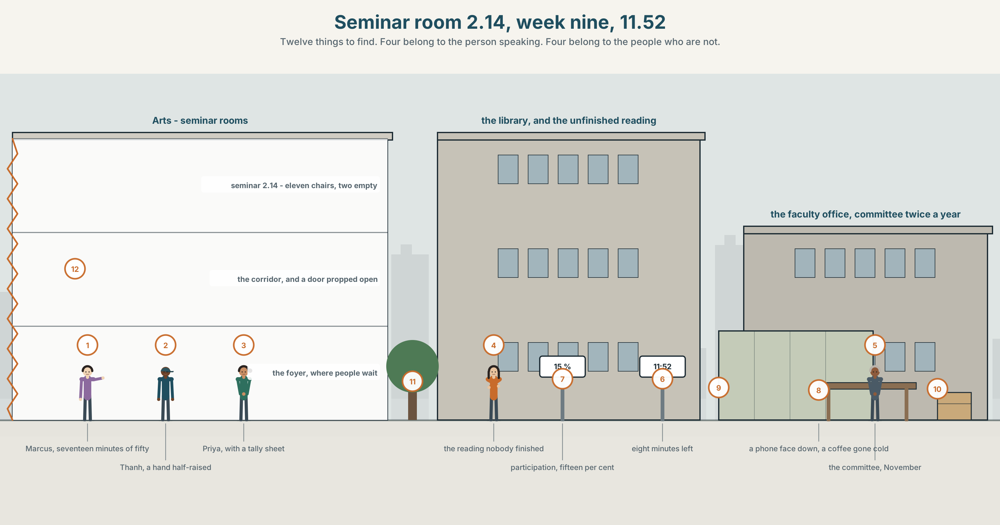 Seminar room 2.14, week nine, 11.52
Twelve things to find. Four belong to the person speaking. Four belong to the people who are not.
Arts - seminar rooms
the library, and the unfinished reading
the faculty office, committee twice a year
seminar 2.14 - eleven chairs, two empty
the corridor, and a door propped open
12
1
2
3
4
5
the foyer, where people wait
15 %
11:52
11
7
6
9
8
10
Marcus, seventeen minutes of fifty
Priya, with a tally sheet
the reading nobody finished
eight minutes left
a phone face down, a coffee gone cold
Thanh, a hand half-raised
participation, fifteen per cent
the committee, November